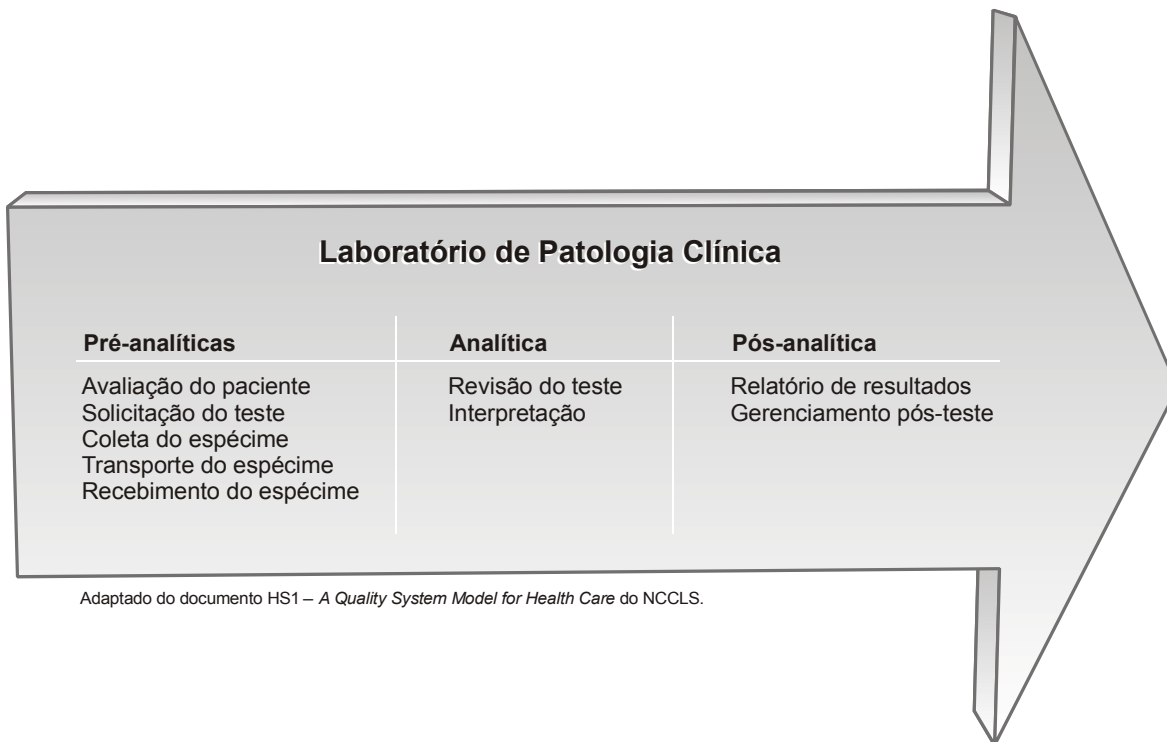 Laboratório de Patologia Clínica
Pré-analíticas
Avaliação do paciente
Solicitação do teste
Coleta do espécime
Transporte do espécime
Recebimento do espécime
Analítica
Revisão do teste
Interpretação
Pós-analítica
Relatório de resultados
Gerenciamento pós-teste
Adaptado do documento HS1 – A Quality System Model for Health Care do NCCLS.